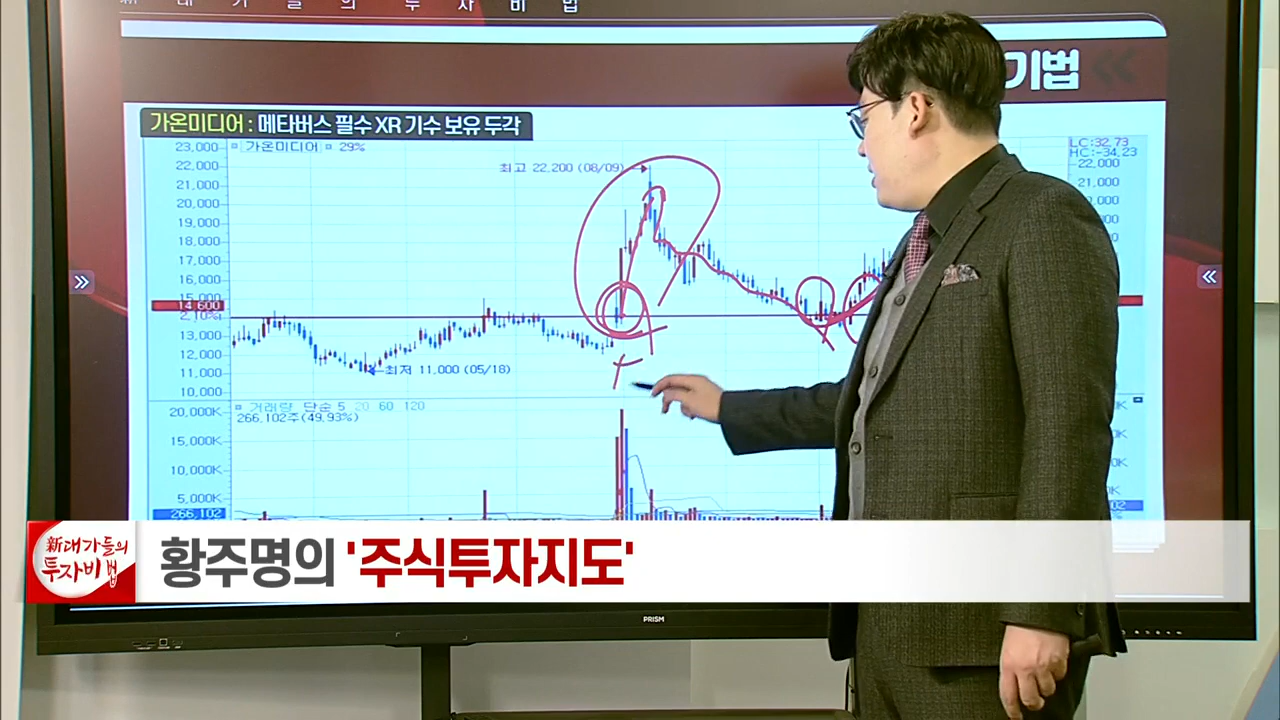 新 대 가 들 의 투 자 비 법
기법
가온미디어 : 메타버스 필수 XR 기수 보유 두각
23,000
가온미디어 29%
LC:32,73
HC:-34,23
22,000
최고 22,200 (08/09)
22,000
21,000
21,000
20,000
19,000
18,000
17,000
16,000
15,000
14,600
2,10%
13,000
12,000
11,000
최저 11,000 (05/18)
10,000
거래량 단순 5 20 60 120
20,000K
266,102주(49,93%)
15,000K
10,000K
5,000K
266,102
新대가들의
투자비법
황주명의 '주식투자지도'
PRISM